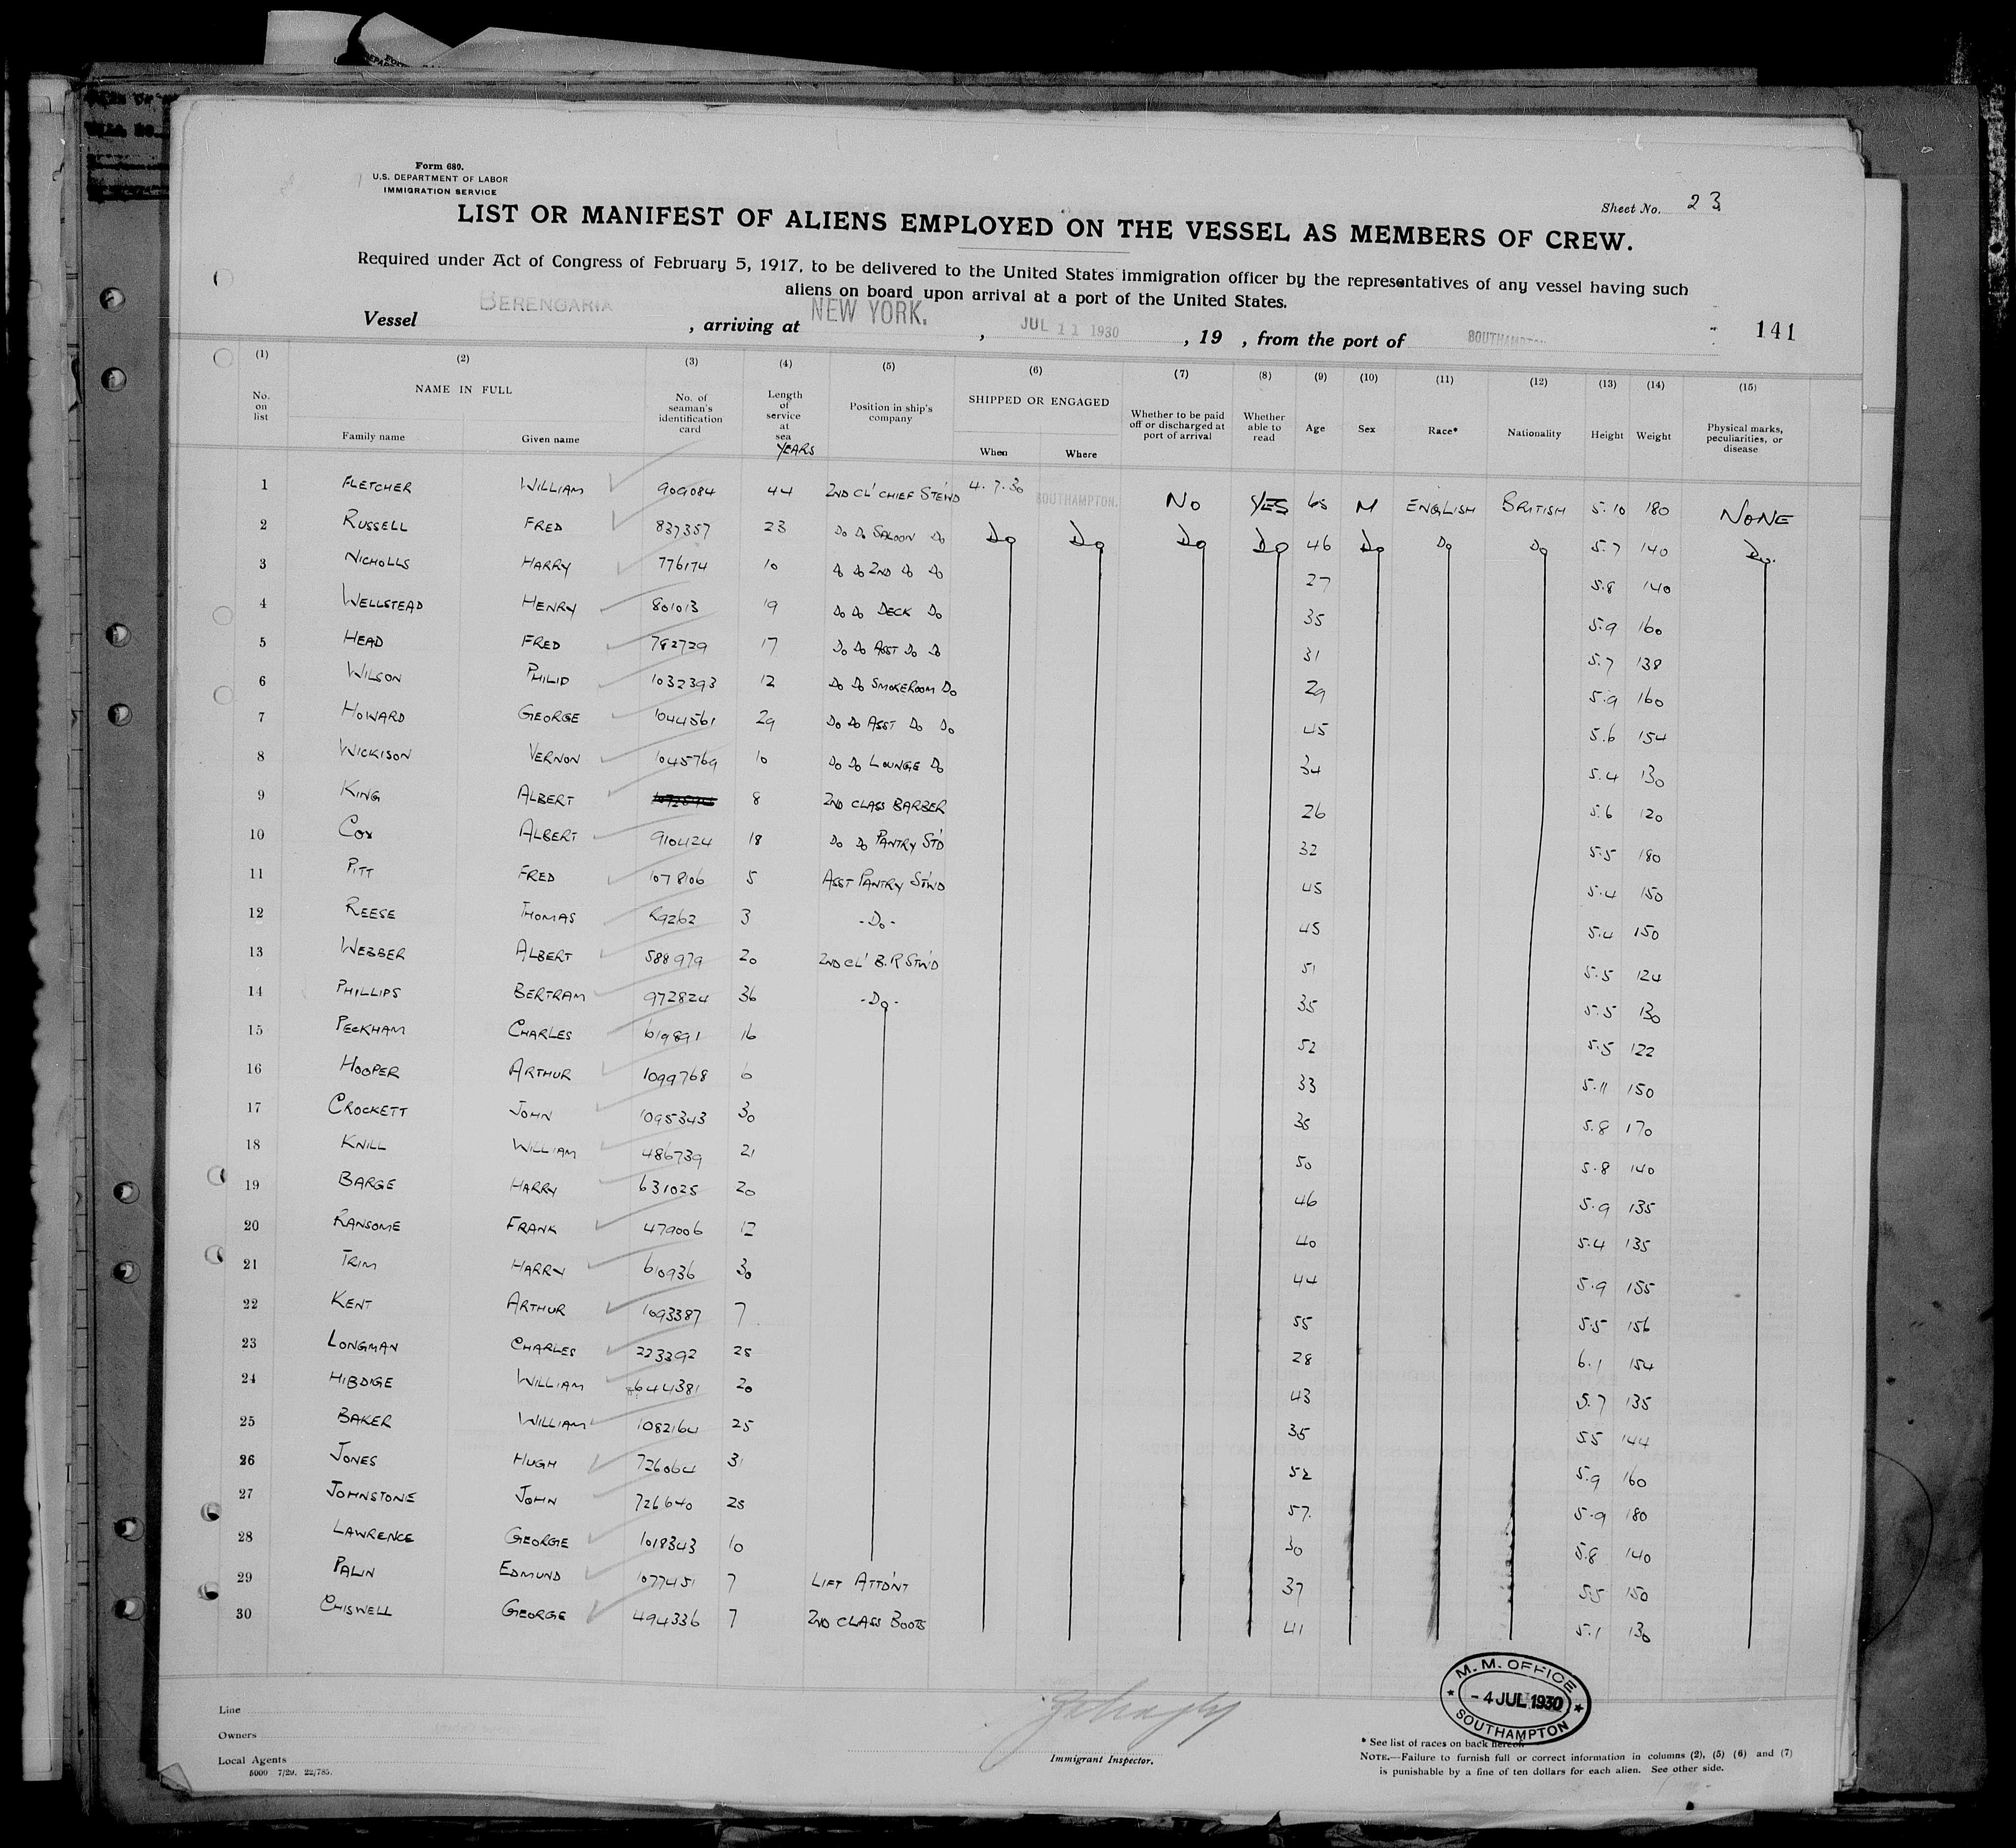 Form 680.
U.S. DEPARTMENT OF LABOR
IMMIGRATION SERVICE
Sheet No. 23
LIST OR MANIFEST OF ALIENS EMPLOYED ON THE VESSEL AS MEMBERS OF CREW.
Required under Act of Congress of February 5, 1917, to be delivered to the United States immigration officer by the representatives of any vessel having such
aliens on board upon arrival at a port of the United States.
Vessel BERENGARIA, arriving at NEW YORK., JUL 11 1930, 19 , from the port of SOUTHAMPTON 141
(1) (2) (3) (4) (5) (6) (7) (8) (9) (10) (11) (12) (13) (14) (15)
No. on list NAME IN FULL Family name Given name No. of seaman's identification card Length of service at sea YEARS Position in ship's company SHIPPED OR ENGAGED When Where Whether to be paid off or discharged at port of arrival Whether able to read Age Sex Race* Nationality Height Weight Physical marks, peculiarities, or disease
1 FLETCHER WILLIAM 909084 44 2ND CL' CHIEF STE'WD 4.7.30 SOUTHAMPTON. NO YES 65 M ENGLISH BRITISH 5.10 180 NONE
2 RUSSELL FRED 837357 23 DO DO SALOON DO DO DO DO DO 46 DO DO DO 5.7 140 DO.
3 NICHOLLS HARRY 776174 10 DO DO 2ND DO DO 27 5.8 140
4 WELLSTEAD HENRY 801013 19 DO DO DECK DO 35 5.9 160
5 HEAD FRED 782729 17 DO DO ASST DO DO 31 5.7 138
6 WILSON PHILIP 1032393 12 DO DO SMOKEROOM DO 29 5.9 160
7 HOWARD GEORGE 1044561 29 DO DO ASST DO DO 45 5.6 154
8 WICKISON VERNON 1045769 10 DO DO LOUNGE DO 34 5.4 130
9 KING ALBERT 8 2ND CLASS BARBER 26 5.6 120
10 COX ALBERT 910424 18 DO DO PANTRY STD 32 5.5 180
11 PITT FRED 1078106 5 ASST PANTRY STWD 45 5.4 150
12 REESE THOMAS 3 -DO- 45 5.4 150
13 WEBBER ALBERT 588979 20 2ND CL' B.R STW'D 51 5.5 124
14 PHILLIPS BERTRAM 972824 36 -DO- 35 5.5 130
15 PECKHAM CHARLES 619891 16 52 5.5 122
16 HOOPER ARTHUR 1099768 6 33 5.11 150
17 CROCKETT JOHN 1095343 30 35 5.8 170
18 KNILL WILLIAM 486739 21 50 5.8 140
19 BARGE HARRY 631025 20 46 5.9 135
20 RANSOME FRANK 479006 12 40 5.4 135
21 TRIM HARRY 610936 30 44 5.9 155
22 KENT ARTHUR 1093387 7 55 5.5 156
23 LONGMAN CHARLES 223392 25 28 6.1 154
24 HIBDIGE WILLIAM 644381 20 43 5.7 135
25 BAKER WILLIAM 1082164 25 35 5.5 144
26 JONES HUGH 726064 31 52 5.9 160
27 JOHNSTONE JOHN 726640 25 57. 5.9 180
28 LAWRENCE GEORGE 1018343 10 30 5.8 140
29 PALIN EDMUND 1077451 7 LIFT ATTD'NT 37 5.5 150
30 CHISWELL GEORGE 494336 7 2ND CLASS BOOTS 41 5.1 130
M. M. OFFICE
- 4 JUL 1930
SOUTHAMPTON
Line
Owners
Local Agents
5000 7/29. 22/785.
Immigrant Inspector.
* See list of races on back hereof.
NOTE.—Failure to furnish full or correct information in columns (2), (5) (6) and (7)
is punishable by a fine of ten dollars for each alien. See other side.